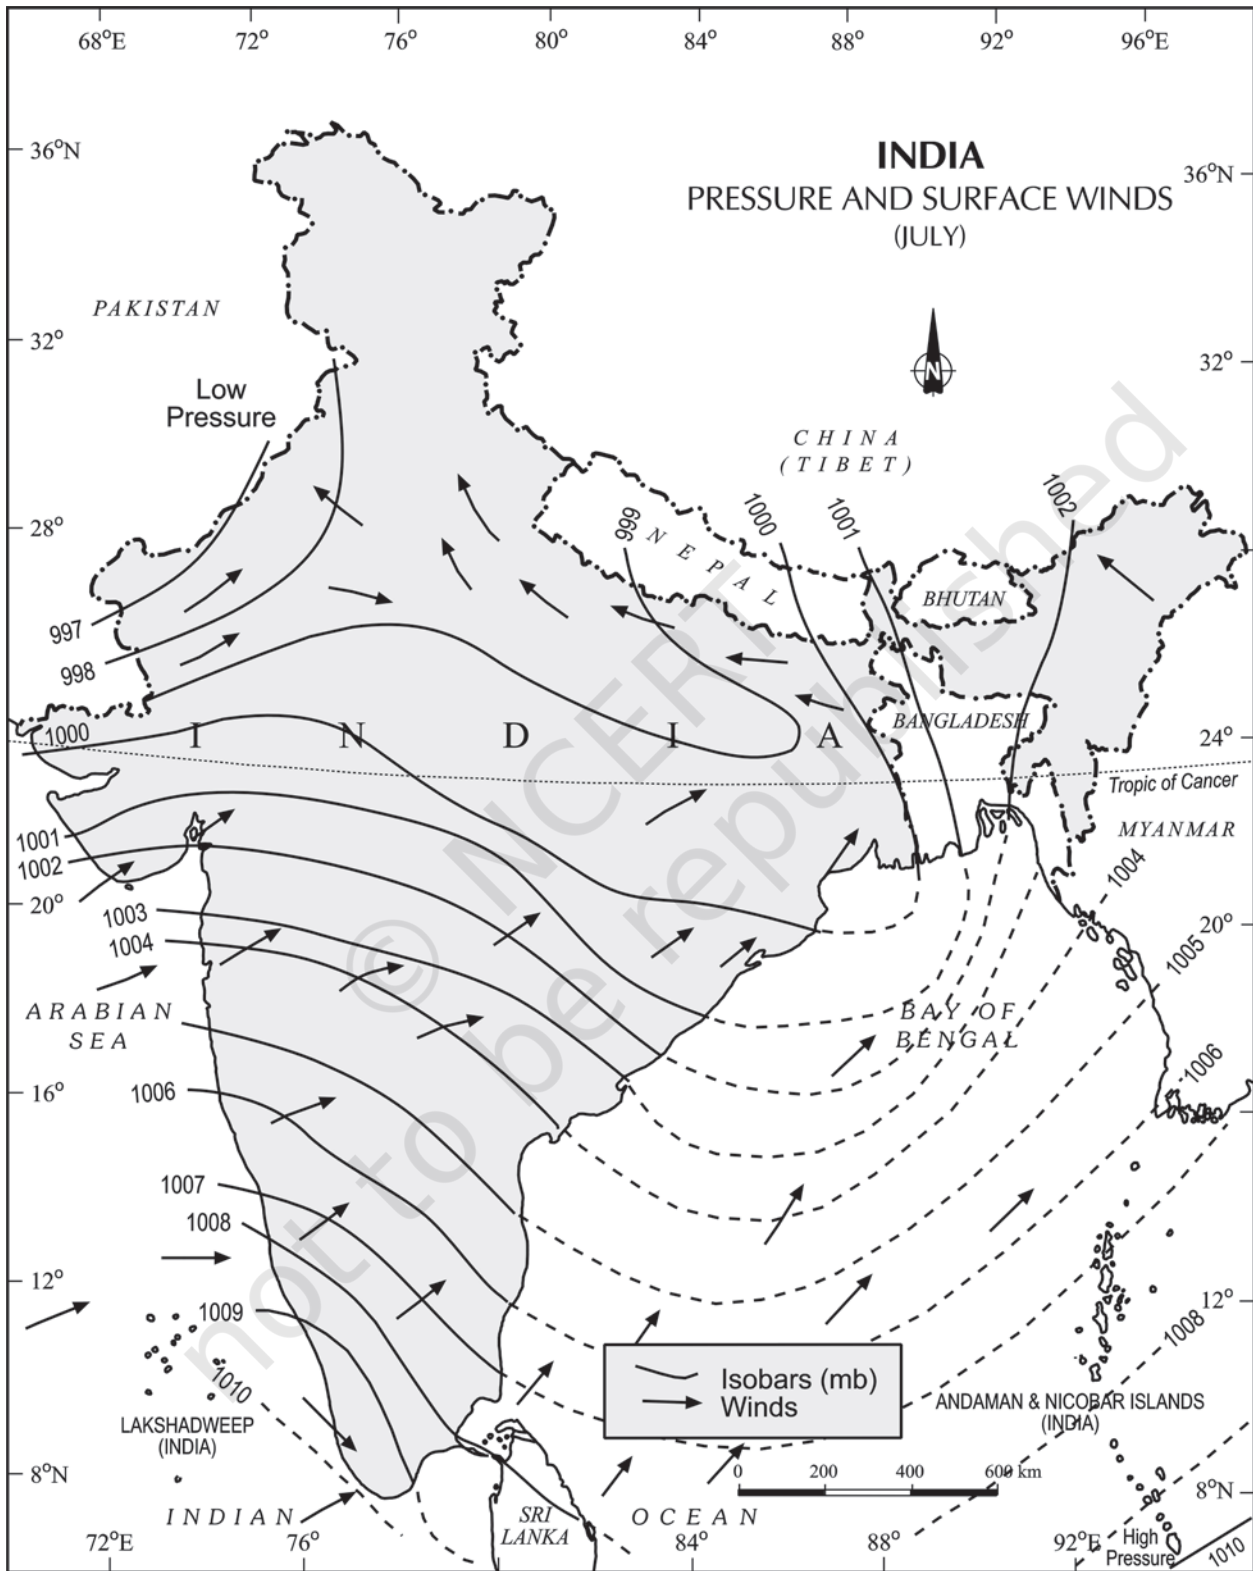 68°E 72° 76° 80° 84° 88° 92° 96°E
36°N
INDIA
PRESSURE AND SURFACE WINDS
(JULY)
36°N
PAKISTAN
32°
32°
N
Low
Pressure
CHINA
(TIBET)
28°
999
1000
1001
1002
NEPAL
BHUTAN
997
998
1000
INDIA
BANGLADESH
24°
Tropic of Cancer
MYANMAR
1001
1002
1003
1004
20°
1004
20°
1005
ARABIAN
SEA
BAY OF
BENGAL
16°
1006
1006
1007
1008
12°
12°
1009
1008
1010
Isobars (mb)
Winds
LAKSHADWEEP
(INDIA)
ANDAMAN & NICOBAR ISLANDS
(INDIA)
8°N
0 200 400 600 km
8°N
INDIAN
SRI
LANKA
OCEAN
High
Pressure
1010
72°E 76° 84° 88° 92°E
© NCERT
not to be republished